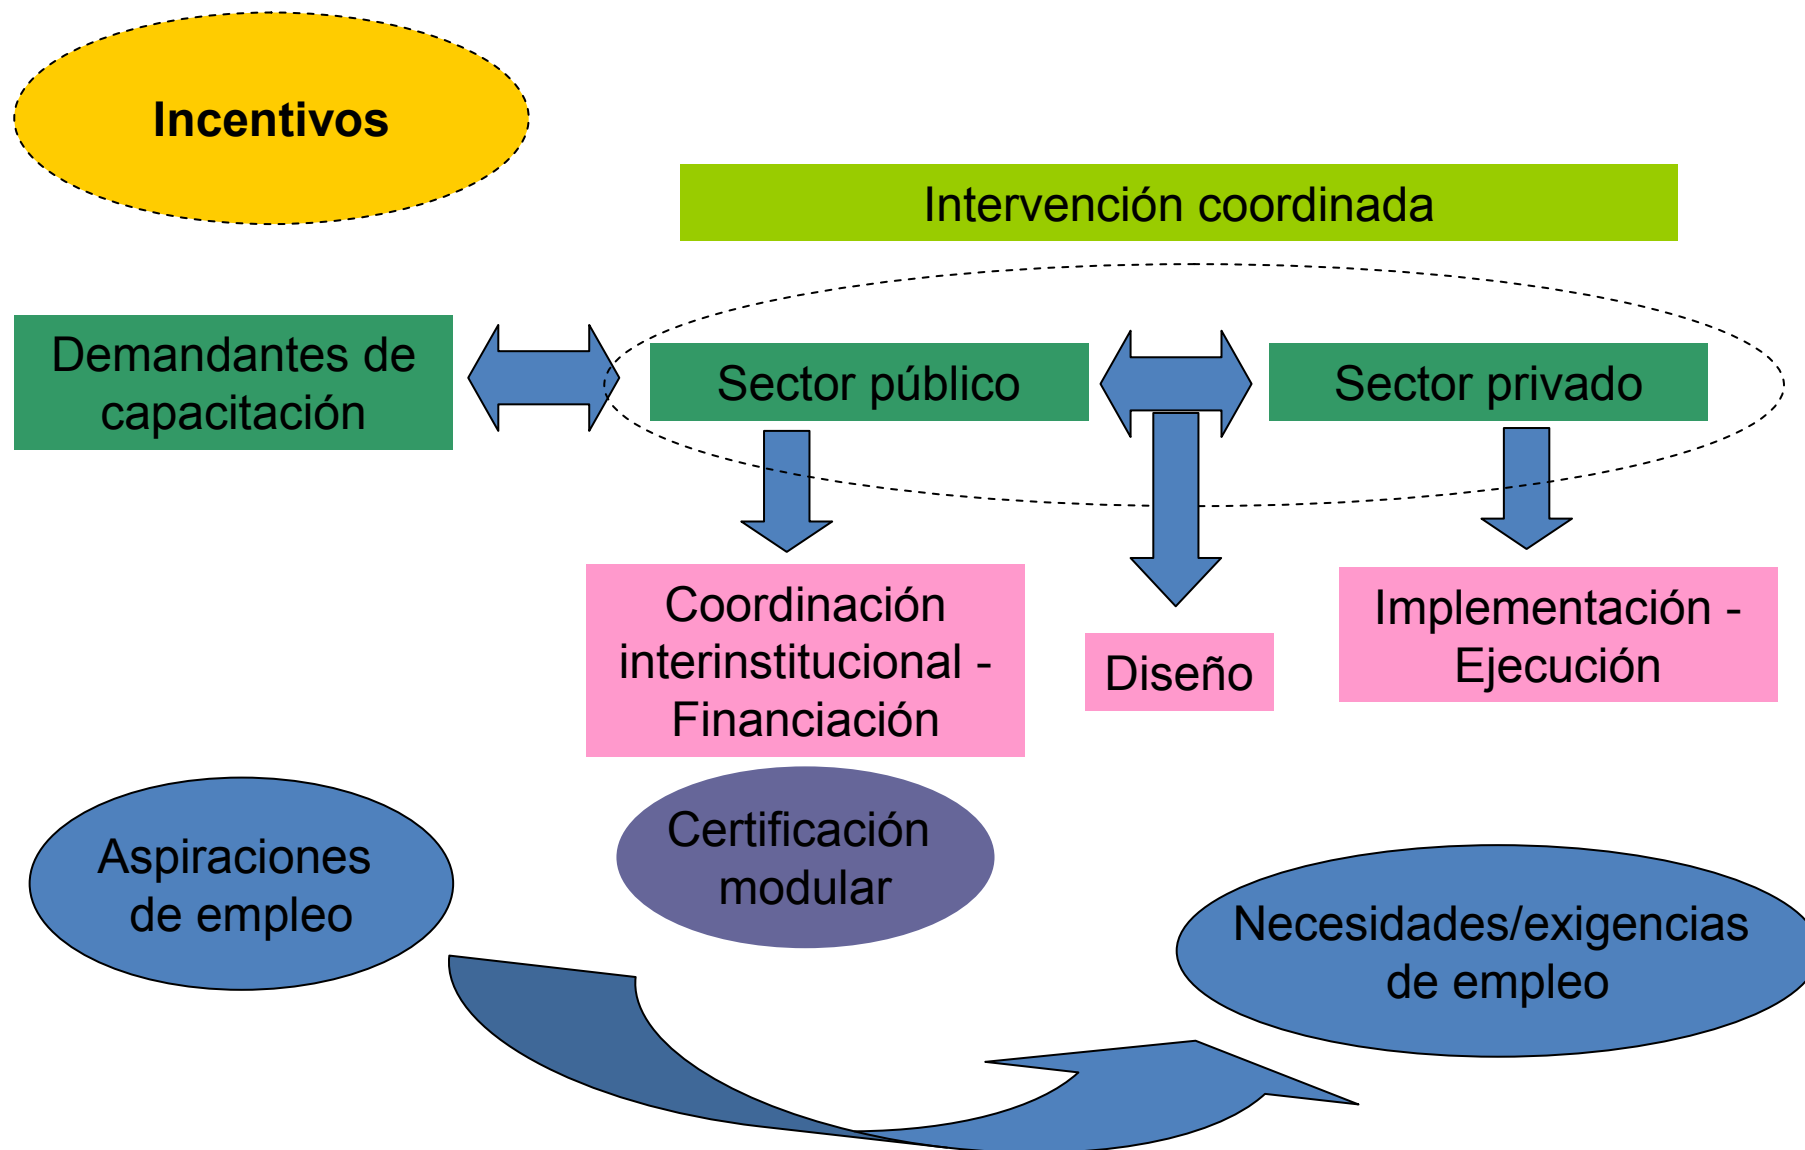 Incentivos
Intervención coordinada
Demandantes de
capacitación
Sector público
Sector privado
Coordinación
interinstitucional -
Financiación
Diseño
Implementación -
Ejecución
Aspiraciones
de empleo
Certificación
modular
Necesidades/exigencias
de empleo